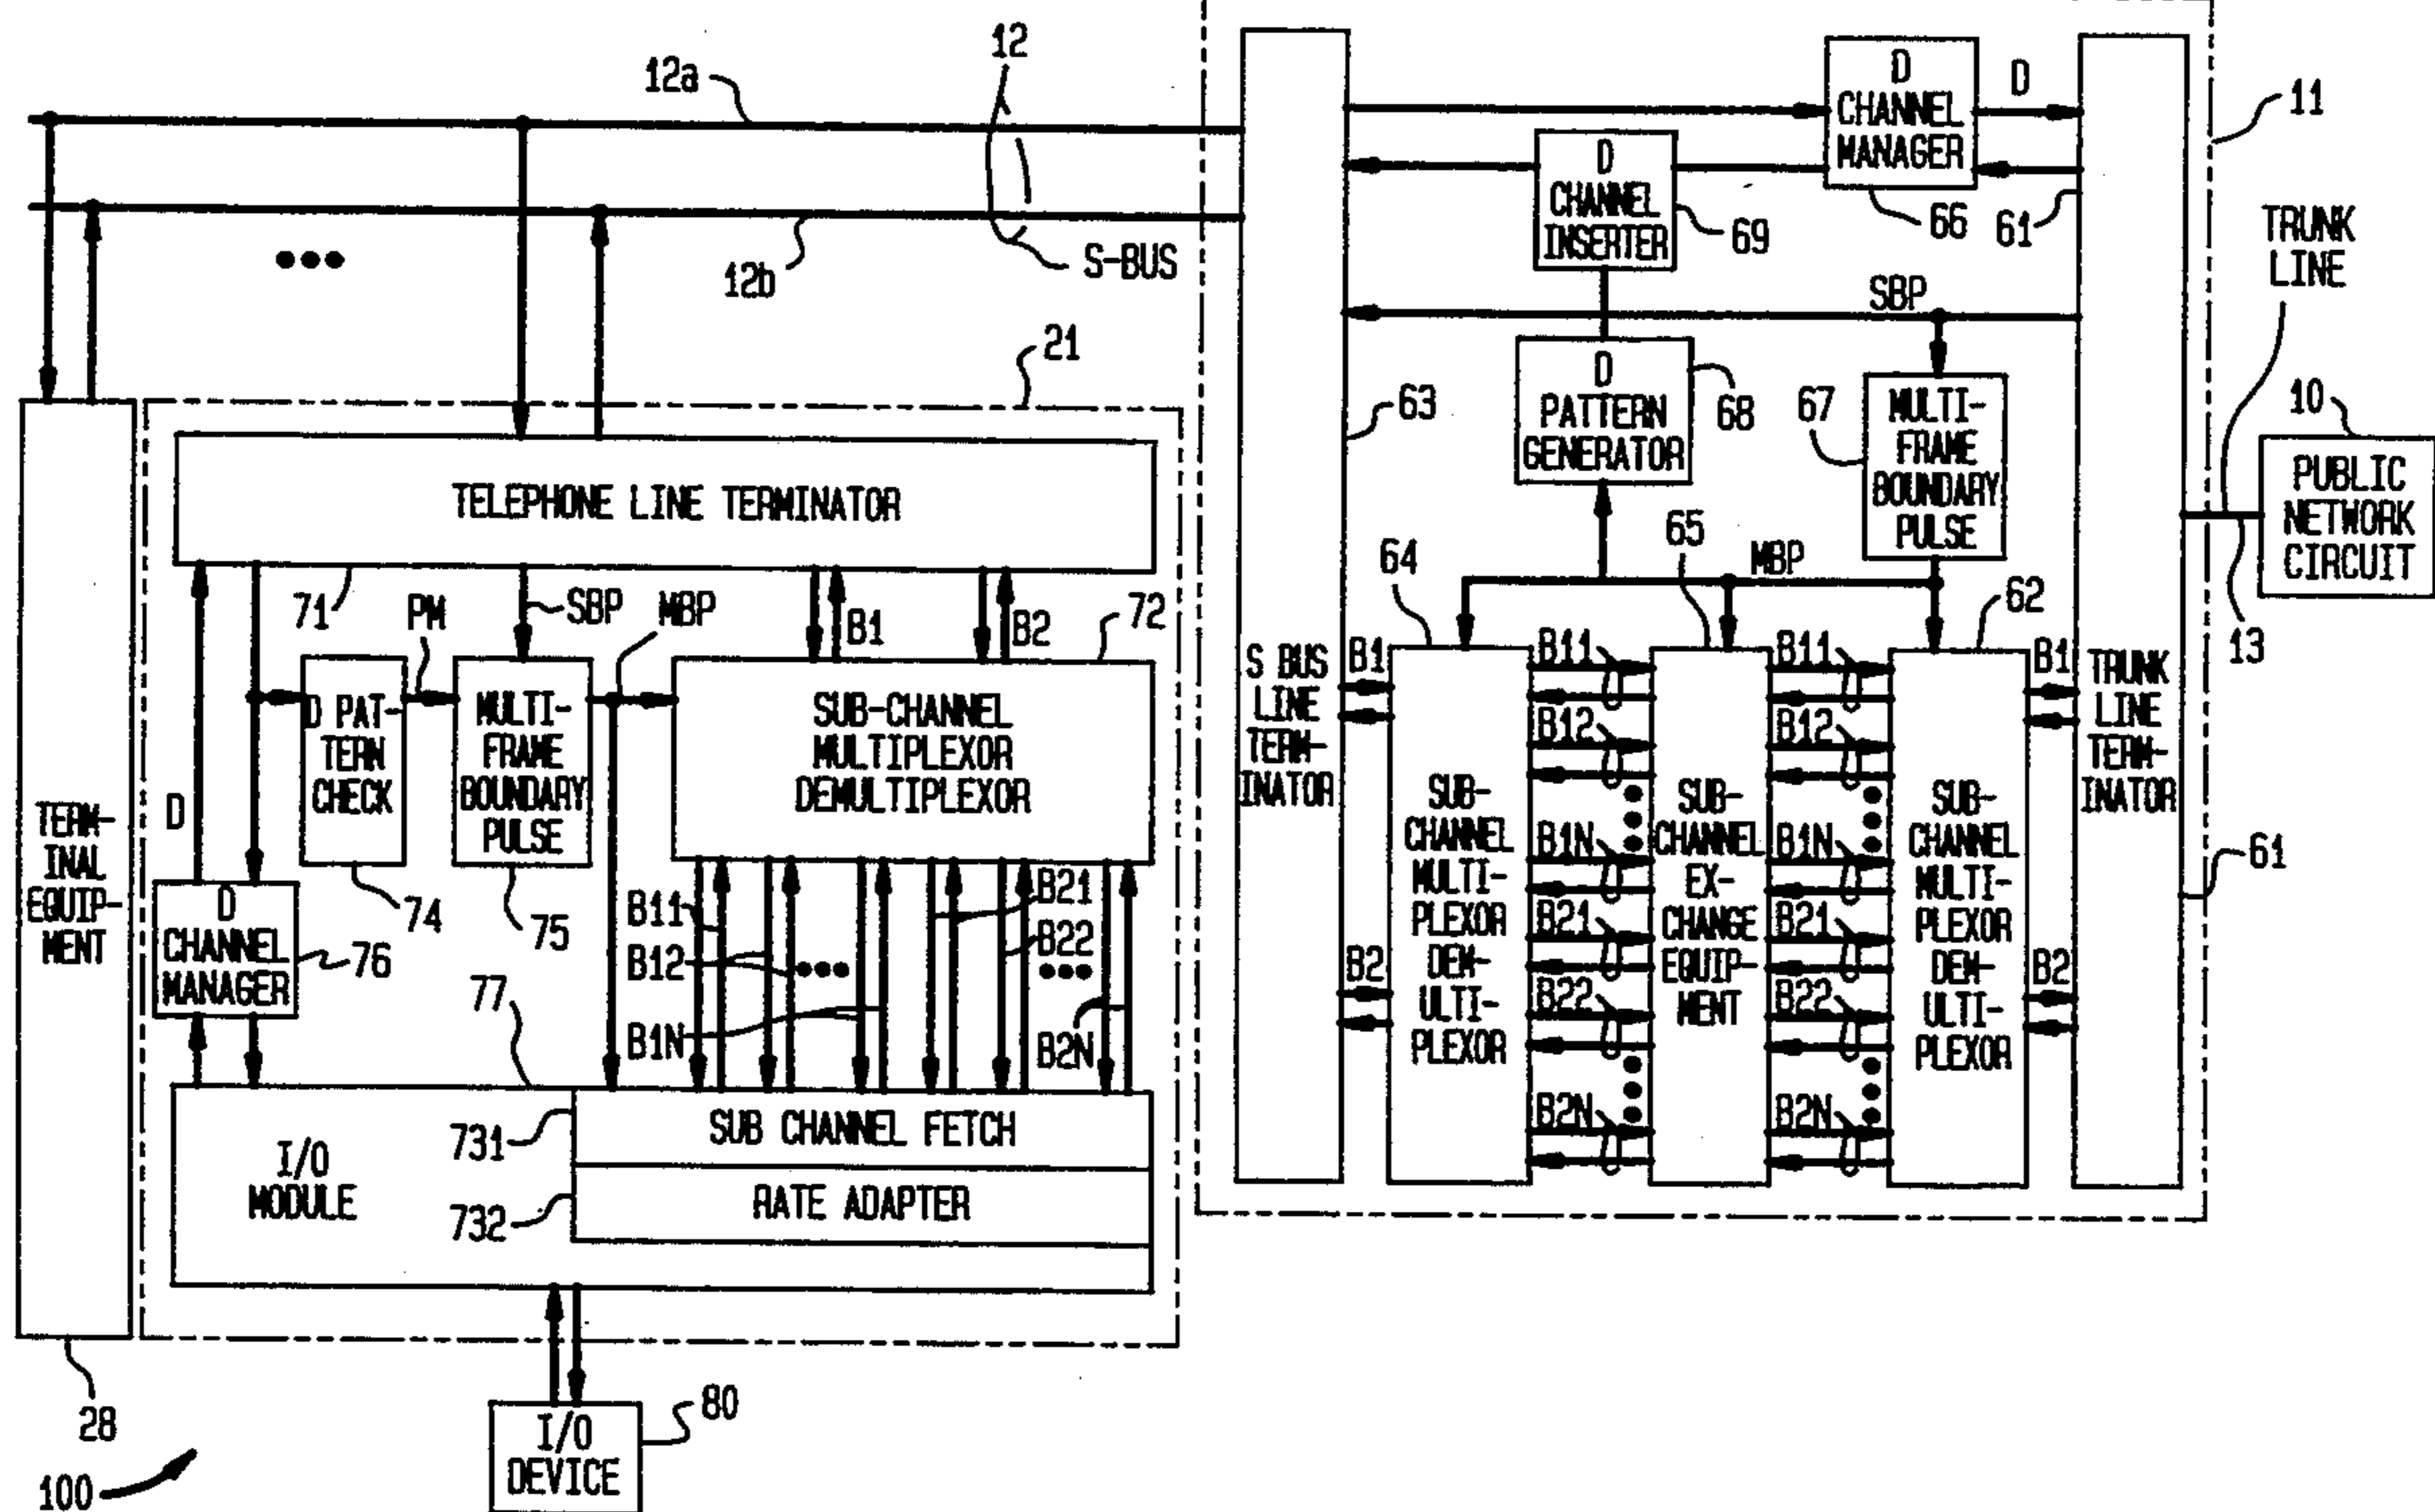 12
12a
12b
S-BUS
21
TELEPHONE LINE TERMINATOR
71
PM
SBP
MBP
B1
B2
72
D PAT-
TERN
CHECK
74
MULTI-
FRAME
BOUNDARY
PULSE
75
SUB-CHANNEL
MULTIPLEXOR
DEMULTIPLEXOR
D
D
CHANNEL
MANAGER
76
TERM-
INAL
EQUIP-
MENT
28
B11
B12
B1N
B21
B22
B2N
77
I/O
MODULE
731
SUB CHANNEL FETCH
732
RATE ADAPTER
I/O
DEVICE
80
100
D
CHANNEL
MANAGER
66
D
61
11
D
CHANNEL
INSERTER
69
SBP
D
PATTERN
GENERATOR
68
67
MULTI-
FRAME
BOUNDARY
PULSE
63
TRUNK
LINE
10
PUBLIC
NETWORK
CIRCUIT
13
64
65
MBP
62
S BUS
LINE
TERM-
INATOR
B1
B2
SUB-
CHANNEL
MULTI-
PLEXOR
DEM-
ULTI-
PLEXOR
B11
B12
B1N
B21
B22
B2N
SUB-
CHANNEL
EX-
CHANGE
EQUIP-
MENT
B11
B12
B1N
B21
B22
B2N
SUB-
CHANNEL
MULTI-
PLEXOR
DEM-
ULTI-
PLEXOR
B1
B2
TRUNK
LINE
TERM-
INATOR
61